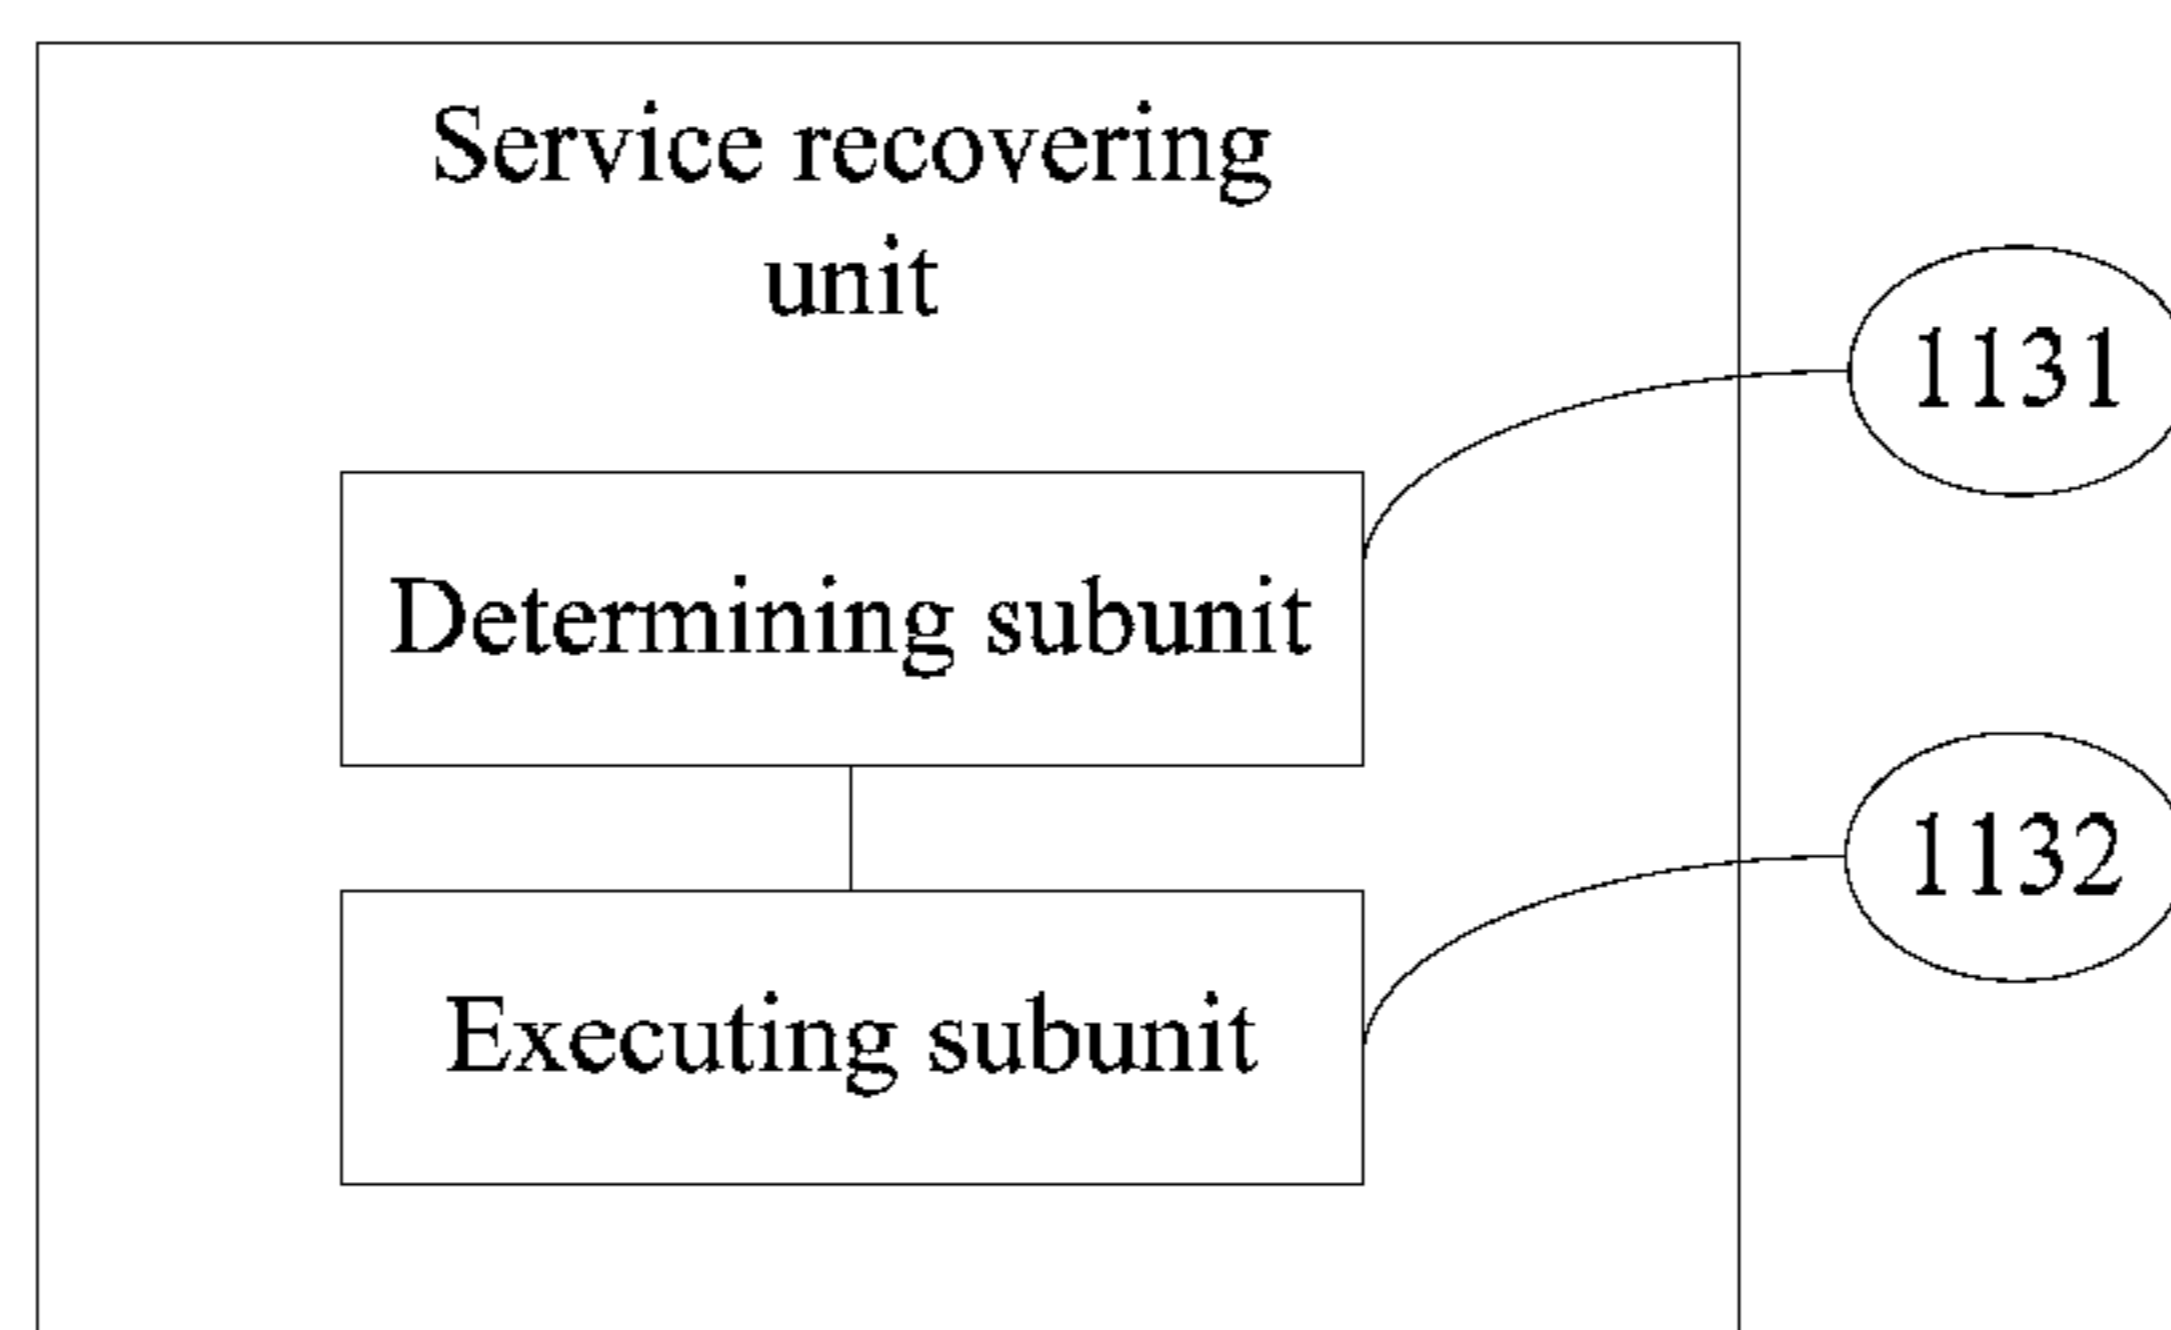 Service recovering
unit
1131
Determining subunit
1132
Executing subunit